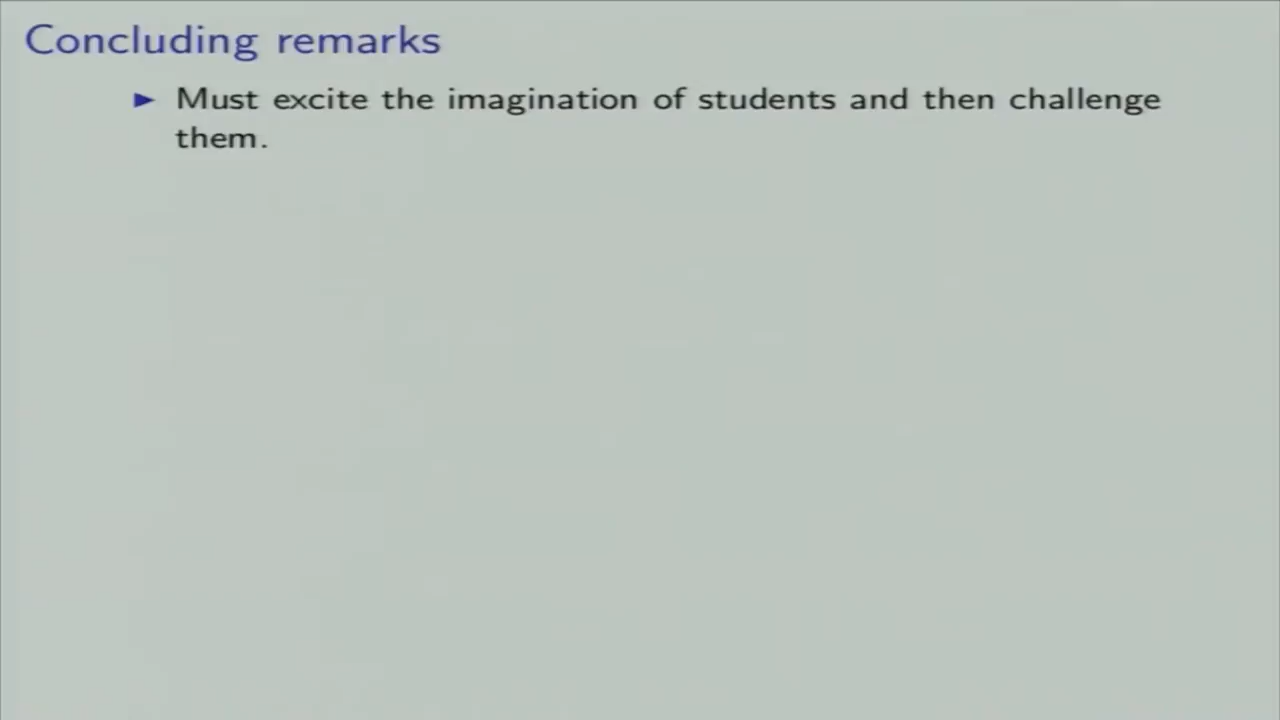 Concluding remarks
Must excite the imagination of students and then challenge
them.